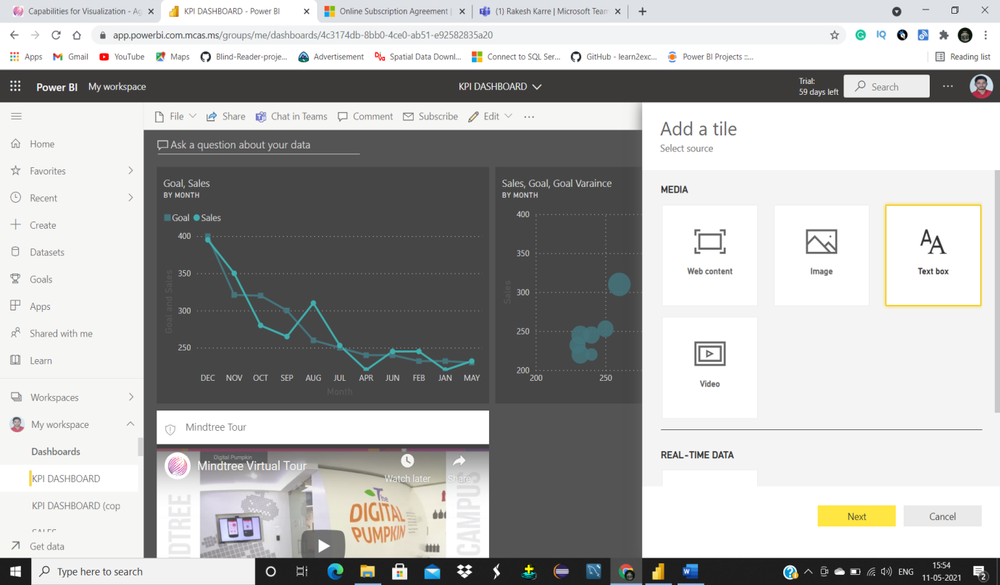 Capabilities for Visualization - Ag
KPI DASHBOARD - Power BI
Online Subscription Agreement |
(1) Rakesh Karre | Microsoft Team
app.powerbi.com.mcas.ms/groups/me/dashboards/4c3174db-8bb0-4ce0-ab51-e92582835a20
IQ
Apps
Gmail
YouTube
Maps
Blind-Reader-proje...
Advertisement
Spatial Data Downl...
Connect to SQL Ser...
GitHub - learn2exc...
Power BI Projects ::...
Reading list
Power BI
My workspace
KPI DASHBOARD
Trial:
59 days left
Search
File
Share
Chat in Teams
Comment
Subscribe
Edit
Home
Favorites
Recent
Create
Datasets
Goals
Apps
Shared with me
Learn
Workspaces
My workspace
Dashboards
KPI DASHBOARD
KPI DASHBOARD (cop
Get data
Ask a question about your data
Goal, Sales
BY MONTH
Goal
Sales
Goal and Sales
400
350
300
250
DEC NOV OCT SEP AUG JUL APR JUN FEB JAN MAY
Month
Sales, Goal, Goal Varaince
BY MONTH
Sales
400
350
300
250
200
200 250
Mindtree Tour
Digital Pumpkin
Mindtree Virtual Tour
Watch later
Share
The
DIGITAL
PUMPKIN
CAMPUS
Add a tile
Select source
MEDIA
Web content
Image
Text box
Video
REAL-TIME DATA
Next
Cancel
Type here to search
ENG
15:54
11-05-2021
2